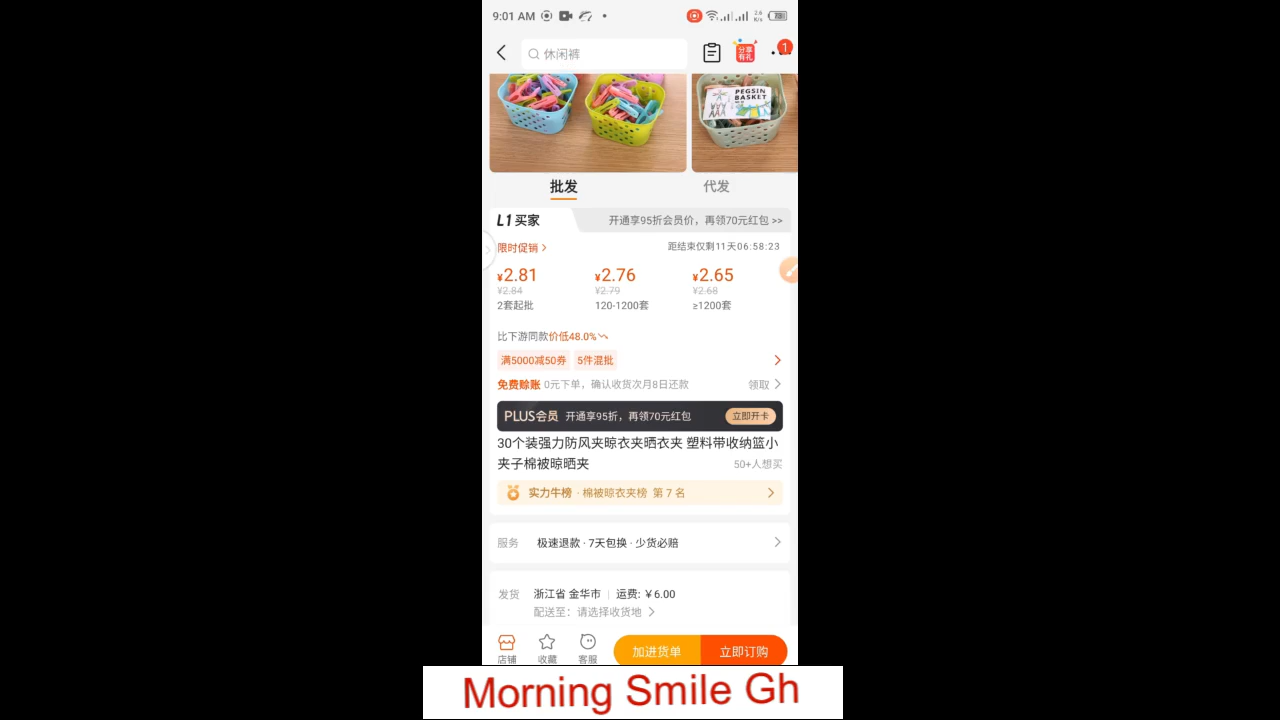 9:01 AM
休闲裤
分享有礼
1
PEGSIN
BASKET
批发
代发
L1 买家
开通享95折会员价，再领70元红包 >>
限时促销
距结束仅剩11天06:58:23
¥2.81
¥2.76
¥2.65
¥2.84
¥2.79
¥2.68
2套起批
120-1200套
≥1200套
比下游同款价低48.0%
满5000减50券
5件混批
免费赊账 0元下单，确认收货次月8日还款
领取
PLUS会员 开通享95折，再领70元红包
立即开卡
30个装强力防风夹晾衣夹晒衣夹 塑料带收纳篮小
夹子棉被晾晒夹
50+人想买
实力牛榜 · 棉被晾衣夹榜 第 7 名
服务
极速退款 · 7天包换 · 少货必赔
发货
浙江省 金华市
运费: ¥6.00
配送至: 请选择收货地
店铺
收藏
客服
加进货单
立即订购
Morning Smile Gh